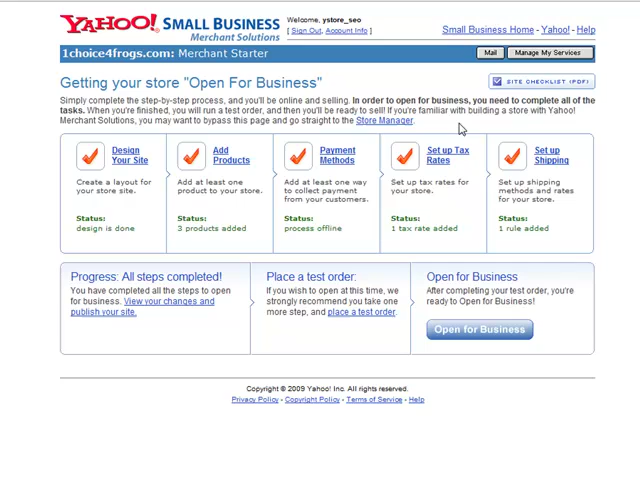 YAHOO! SMALL BUSINESS
Merchant Solutions
Welcome, ystore_seo
[ Sign Out, Account Info ]
Small Business Home - Yahoo! - Help
1choice4frogs.com: Merchant Starter
Mail
Manage My Services
Getting your store "Open For Business"
SITE CHECKLIST (PDF)
Simply complete the step-by-step process, and you'll be online and selling. In order to open for business, you need to complete all of the
tasks. When you're finished, you will run a test order, and then you'll be ready to sell! If you're familiar with building a store with Yahoo!
Merchant Solutions, you may want to bypass this page and go straight to the Store Manager.
Design
Your Site
Create a layout for
your store site.
Status:
design is done
Add
Products
Add at least one
product to your store.
Status:
3 products added
Payment
Methods
Add at least one way
to collect payment
from your customers.
Status:
process offline
Set up Tax
Rates
Set up tax rates for
your store.
Status:
1 tax rate added
Set up
Shipping
Set up shipping
methods and rates
for your store.
Status:
1 rule added
Progress: All steps completed!
You have completed all the steps to open
for business. View your changes and
publish your site.
Place a test order:
If you wish to open at this time, we
strongly recommend you take one
more step, and place a test order.
Open for Business
After completing your test order, you're
ready to Open for Business!
Open for Business
Copyright © 2009 Yahoo! Inc. All rights reserved.
Privacy Policy - Copyright Policy - Terms of Service - Help